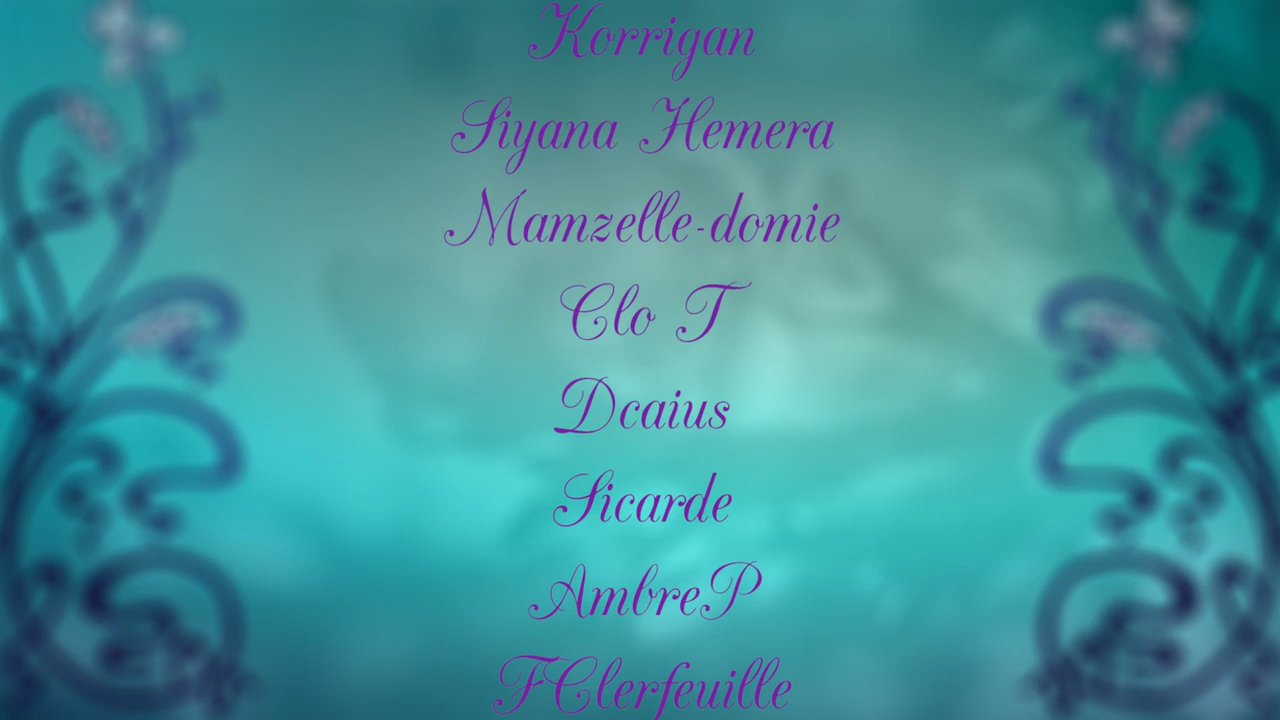 Korrigan
Siyana Hemera
Mamzelle-domie
Clo T
Dcaius
Sicarde
AmbreP
FClerfeuille